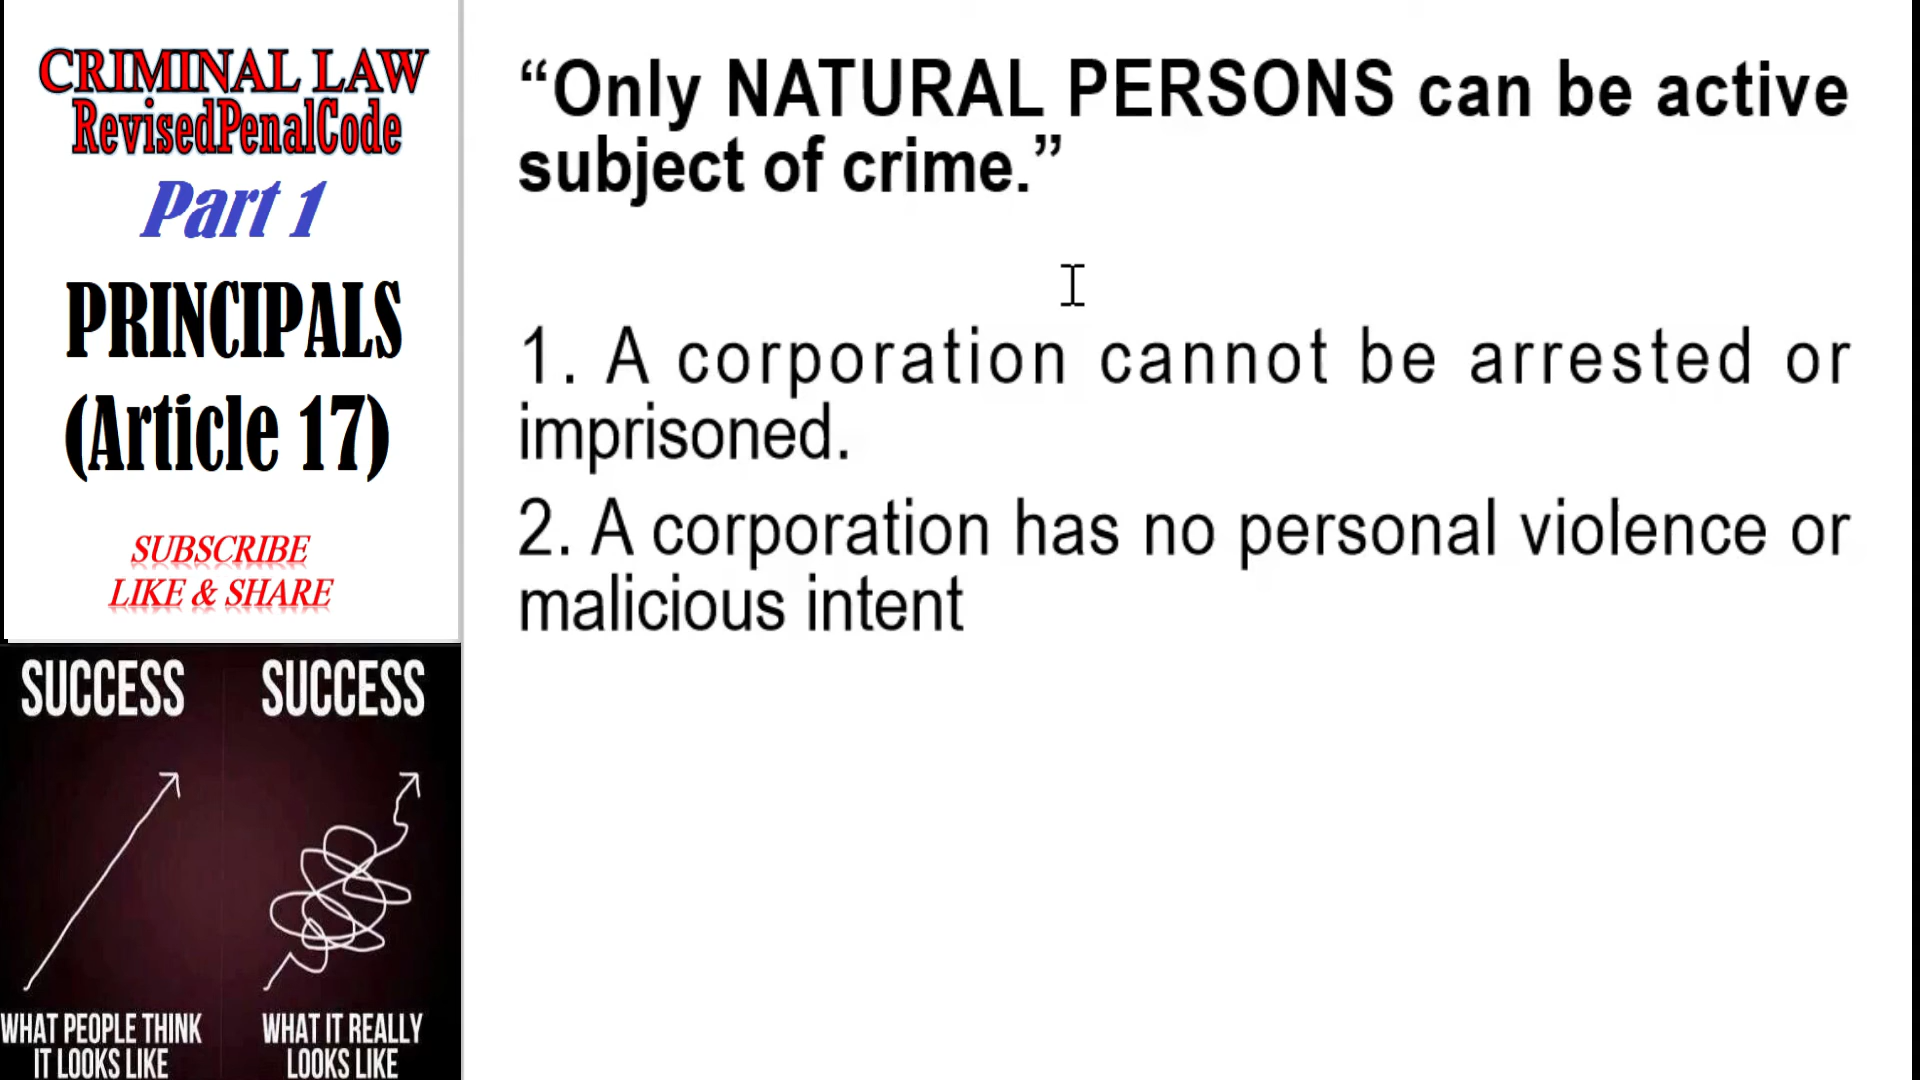 CRIMINAL LAW
RevisedPenalCode
Part 1
PRINCIPALS
(Article 17)
SUBSCRIBE
LIKE & SHARE
SUCCESS
WHAT PEOPLE THINK
IT LOOKS LIKE
SUCCESS
WHAT IT REALLY
LOOKS LIKE
“Only NATURAL PERSONS can be active
subject of crime.”
1. A corporation cannot be arrested or
imprisoned.
2. A corporation has no personal violence or
malicious intent